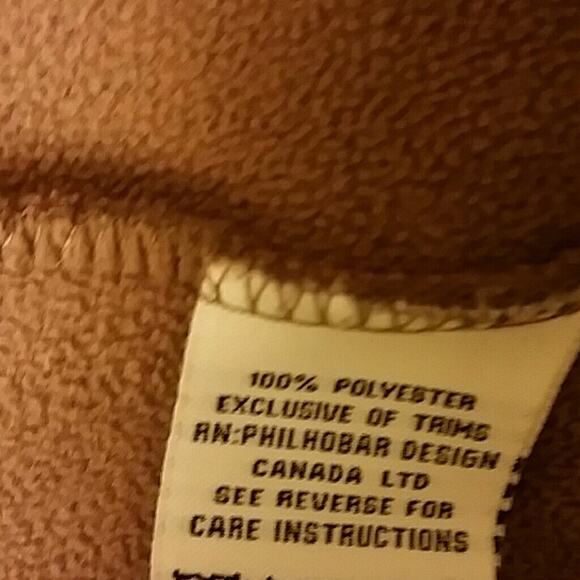 100% POLYESTER
EXCLUSIVE OF TRIMS
RN:PHILHOBAR DESIGN
CANADA LTD
SEE REVERSE FOR
CARE INSTRUCTIONS